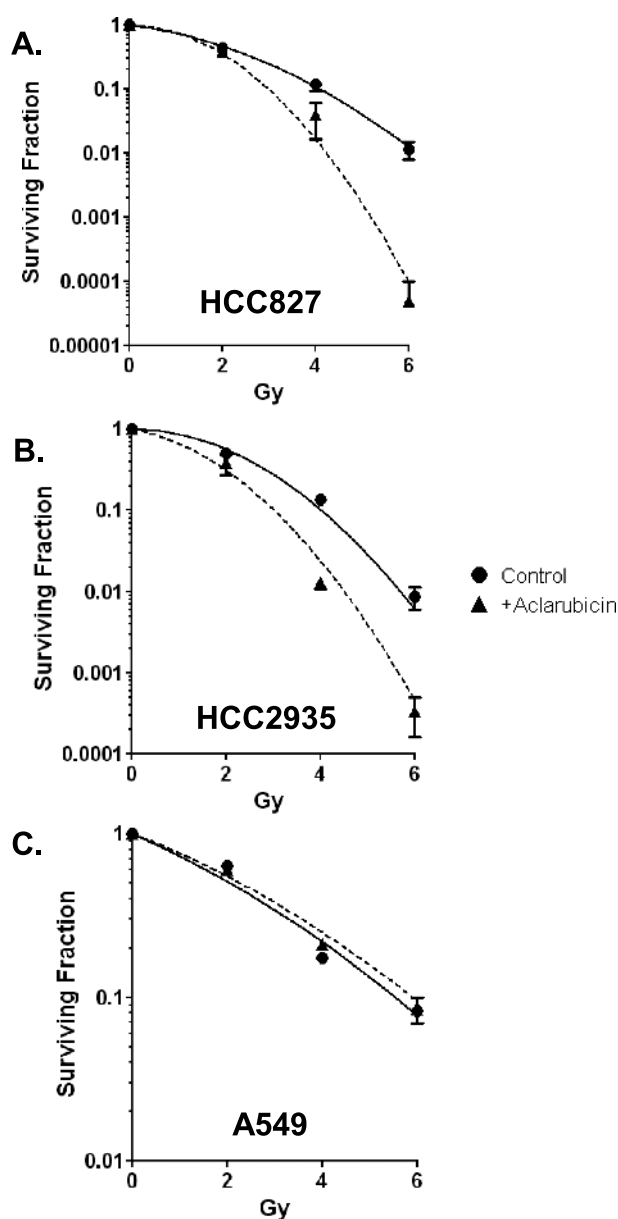 A.
Surviving Fraction
1
0.1
0.01
0.001
0.0001
0.00001
HCC827
0 2 4 6
Gy
B.
Surviving Fraction
1
0.1
0.01
0.001
0.0001
HCC2935
0 2 4 6
Gy
Control
+Aclarubicin
C.
Surviving Fraction
1
0.1
0.01
A549
0 2 4 6
Gy